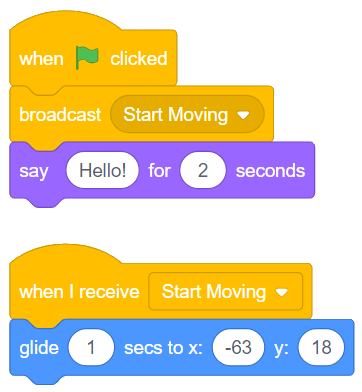 when clicked
broadcast Start Moving
say Hello! for 2 seconds
when I receive Start Moving
glide 1 secs to x: -63 y: 18